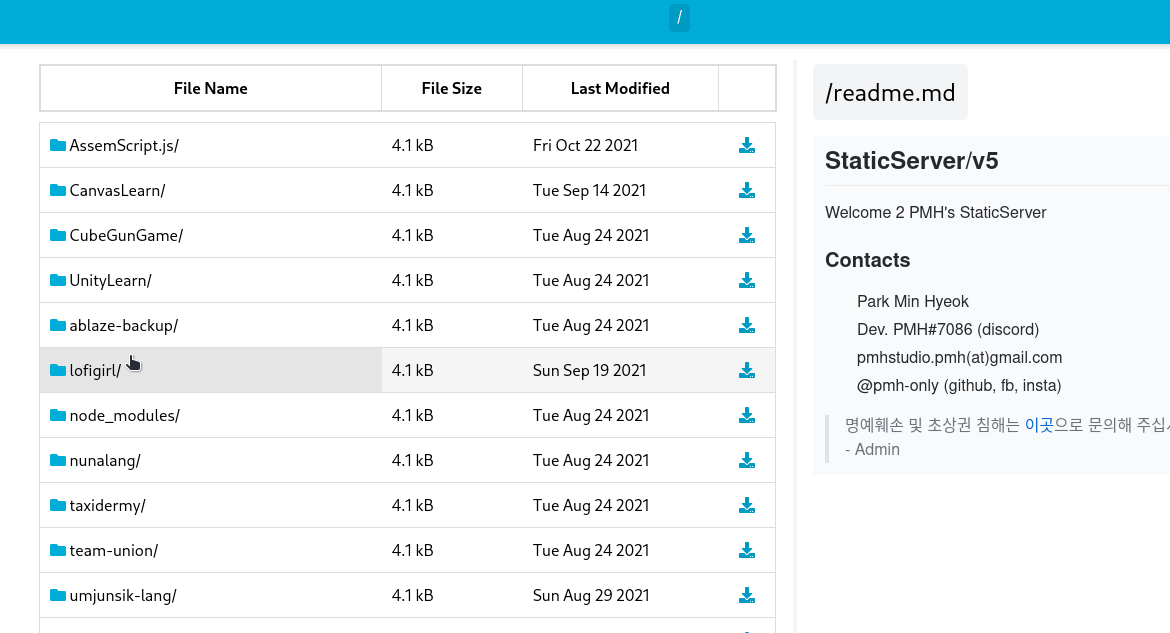 /
File Name File Size Last Modified
AssemScript.js/ 4.1 kB Fri Oct 22 2021
CanvasLearn/ 4.1 kB Tue Sep 14 2021
CubeGunGame/ 4.1 kB Tue Aug 24 2021
UnityLearn/ 4.1 kB Tue Aug 24 2021
ablaze-backup/ 4.1 kB Tue Aug 24 2021
lofigirl/ 4.1 kB Sun Sep 19 2021
node_modules/ 4.1 kB Tue Aug 24 2021
nunalang/ 4.1 kB Tue Aug 24 2021
taxidermy/ 4.1 kB Tue Aug 24 2021
team-union/ 4.1 kB Tue Aug 24 2021
umjunsik-lang/ 4.1 kB Sun Aug 29 2021
/readme.md
StaticServer/v5
Welcome 2 PMH's StaticServer
Contacts
Park Min Hyeok
Dev. PMH#7086 (discord)
pmhstudio.pmh(at)gmail.com
@pmh-only (github, fb, insta)
명예훼손 및 초상권 침해는 이곳으로 문의해
- Admin